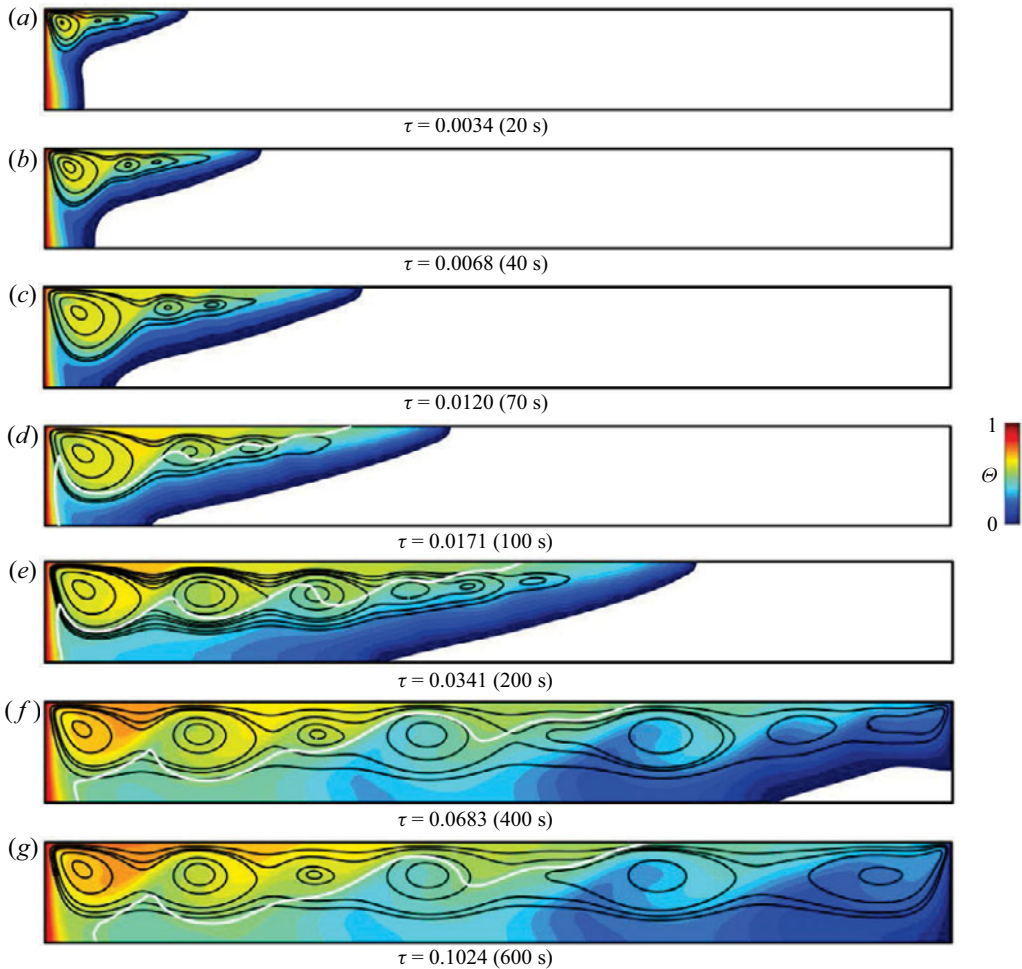 (a)
τ = 0.0034 (20 s)
(b)
τ = 0.0068 (40 s)
(c)
τ = 0.0120 (70 s)
(d)
1
Θ
0
τ = 0.0171 (100 s)
(e)
τ = 0.0341 (200 s)
(f)
τ = 0.0683 (400 s)
(g)
τ = 0.1024 (600 s)